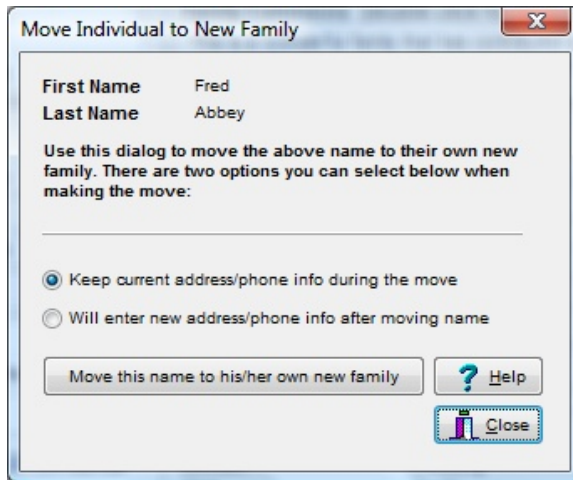 Move Individual to New Family
First Name Fred
Last Name Abbey
Use this dialog to move the above name to their own new
family. There are two options you can select below when
making the move:
Keep current address/phone info during the move
Will enter new address/phone info after moving name
Move this name to his/her own new family
Help
Close